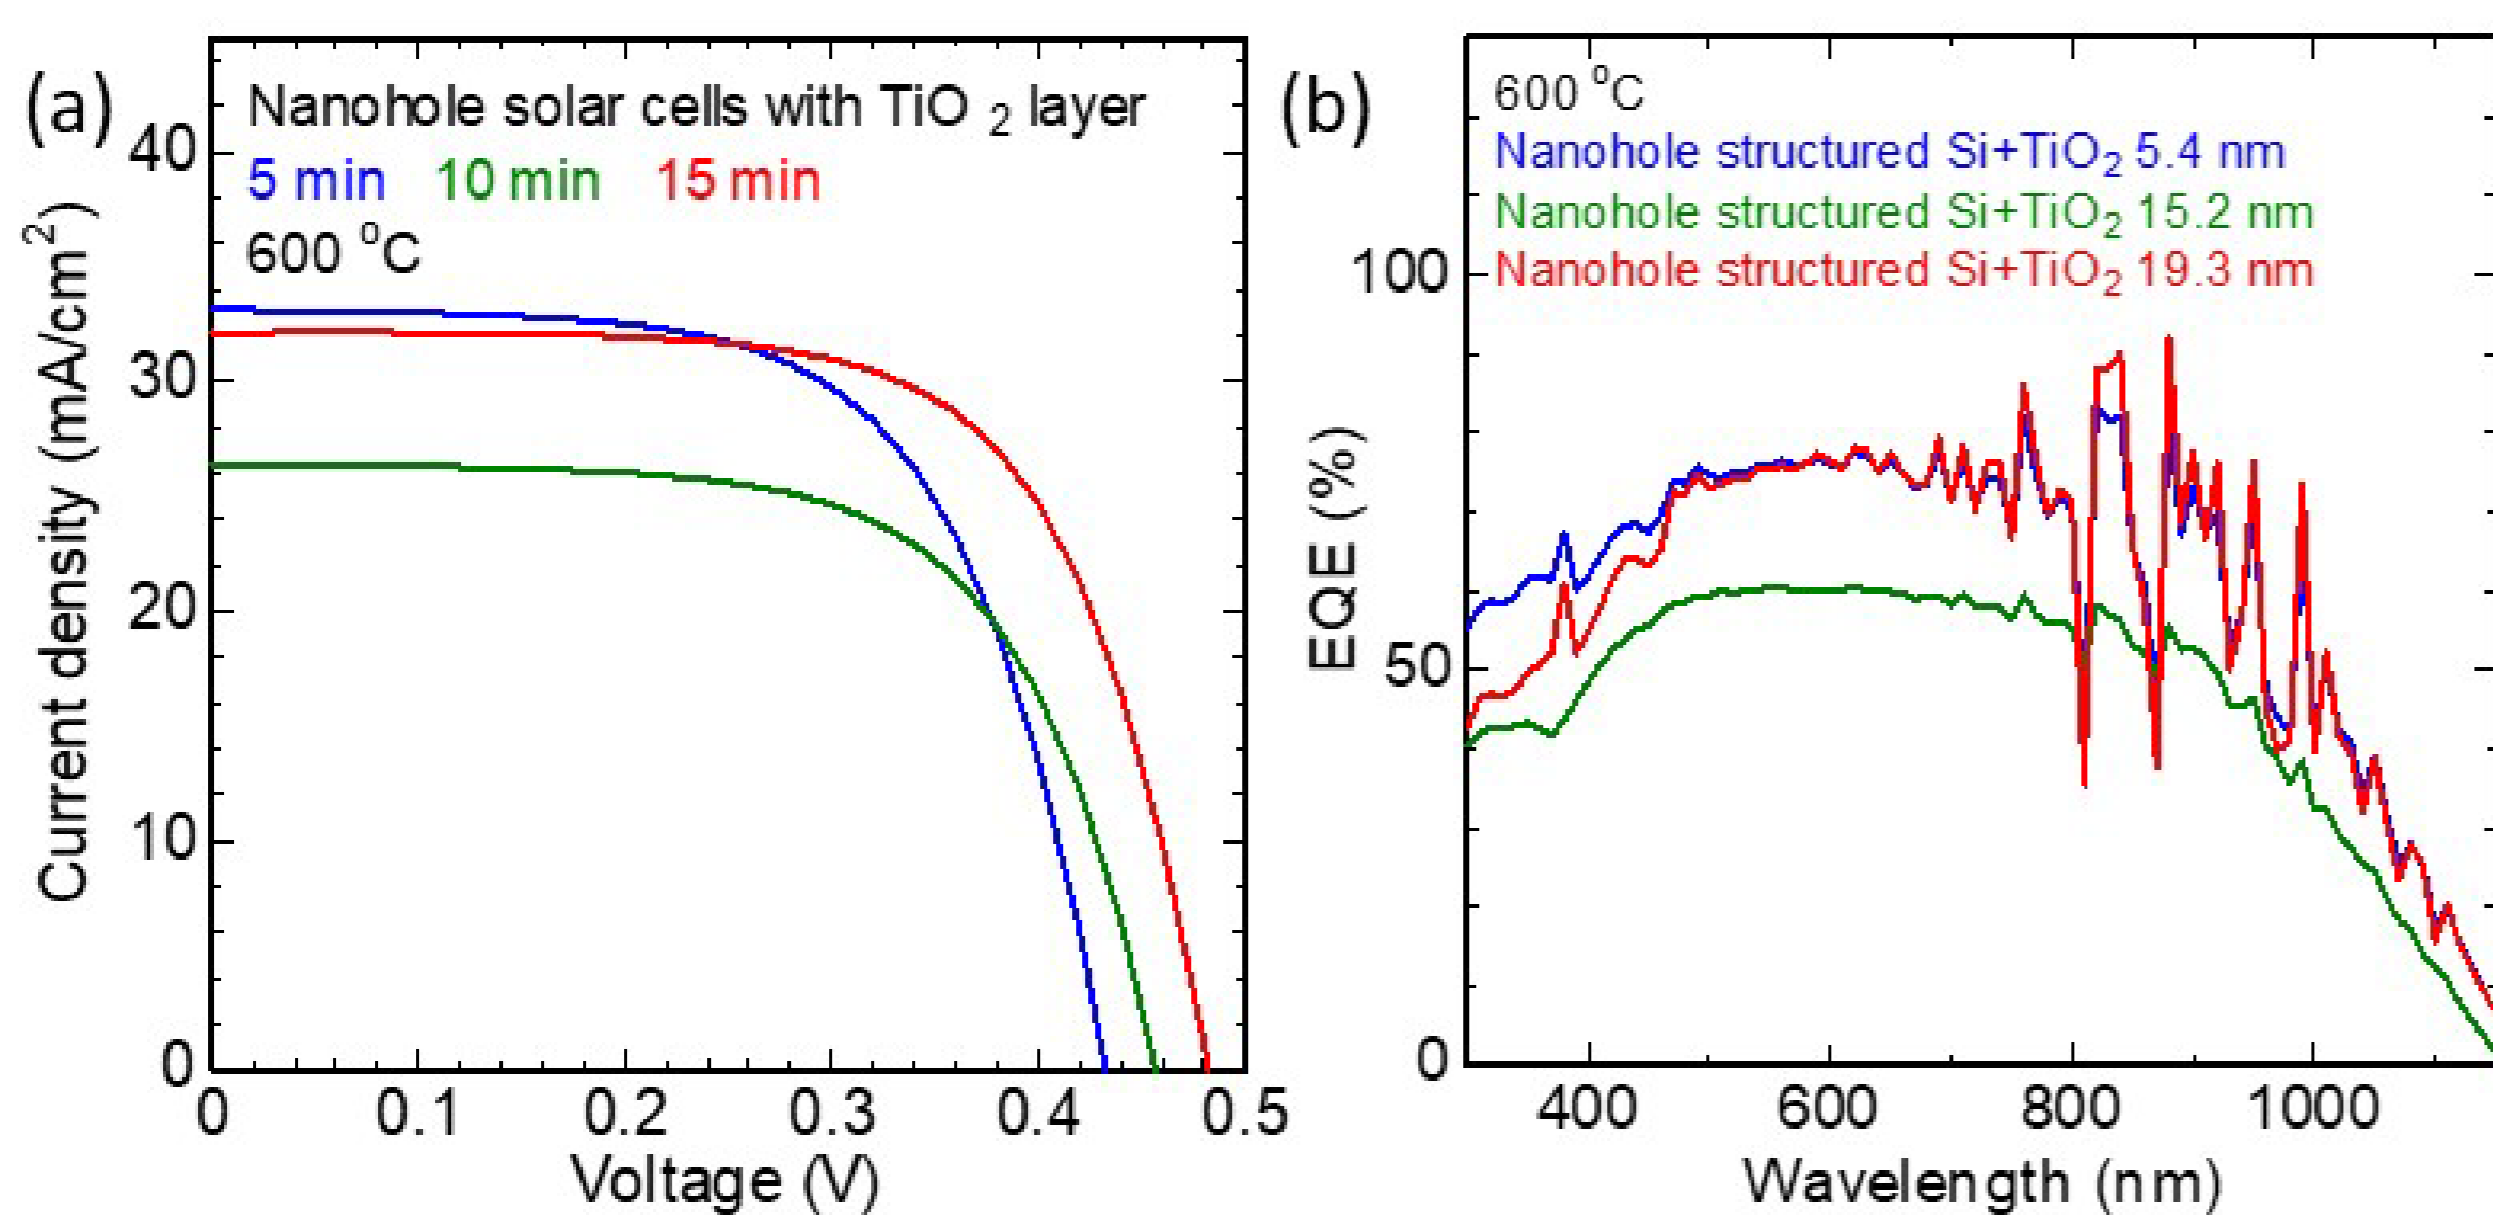 (a)
Nanohole solar cells with TiO 2 layer
5 min 10 min 15 min
600 °C
40
30
20
10
0
Current density (mA/cm²)
0 0.1 0.2 0.3 0.4 0.5
Voltage (V)
(b)
600 °C
Nanohole structured Si+TiO₂ 5.4 nm
Nanohole structured Si+TiO₂ 15.2 nm
Nanohole structured Si+TiO₂ 19.3 nm
100
50
0
EQE (%)
400 600 800 1000
Wavelength (nm)